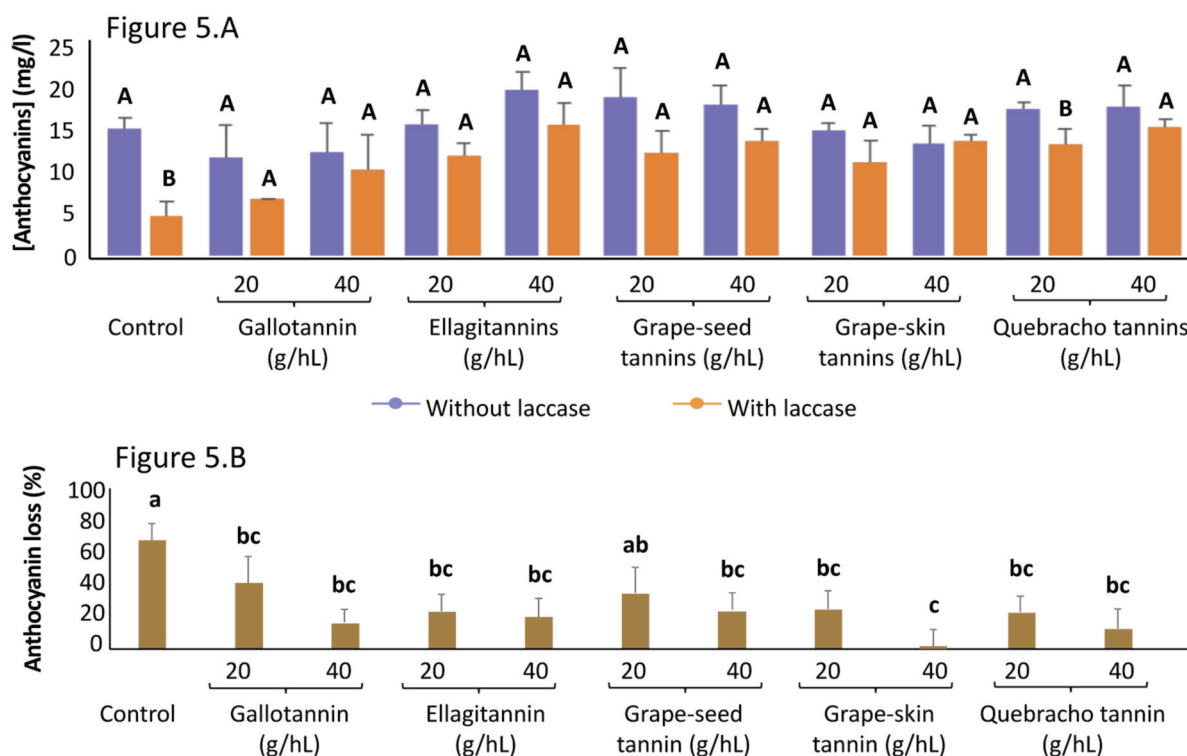 Figure 5.A
[Anthocyanins] (mg/l)
25
20
15
10
5
0
A B A A A A A A A A A A A A A A A A A A A B A A
20 40 20 40 20 40 20 40 20 40
Control Gallotannin Ellagitannins Grape-seed Grape-skin Quebracho tannins
(g/hL) (g/hL) tannins (g/hL) tannins (g/hL) (g/hL)
Without laccase With laccase
Figure 5.B
Anthocyanin loss (%)
100
80
60
40
20
0
a bc bc bc bc ab bc bc c bc bc
20 40 20 40 20 40 20 40 20 40
Control Gallotannin Ellagitannin Grape-seed Grape-skin Quebracho tannin
(g/hL) (g/hL) tannin (g/hL) tannin (g/hL) (g/hL)